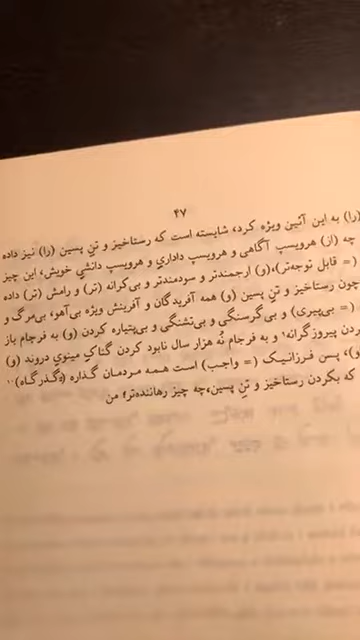 ۴۷
(را) به این آئین ویژه کرد، شایسته است که رستاخیز و تنِ پسین (را) نیز داده
چه (از) هرویسپ آگاهی و هرویسپ داداری و هرویسپ دانشیِ خویش، این چیز
(= قابل توجه‌تر)،(و) ارجمندتر و سودمندتر و بی‌کرانه (تر) و رامش (تر) داده
چون رستاخیز و تنِ پسین (و) همه آفریدگان و آفرینش ویژه بی‌آهو، بی‌مرگ و
(= بی‌پیری) و بی‌گرسنگی و بی‌تشنگی و بی‌پتیاره کردن (و) به فرجام باز
ردن پیروزگرانه، و به فرجام نُه هزار سال نابود کردن گناک مینوی دروند (و)
و)، پس فرزانیک (= واجب) است همه مردمان گذاره (گذرگاه)
که بکردن رستاخیز و تنِ پسین،چه چیز رهاننده‌تر؟ من